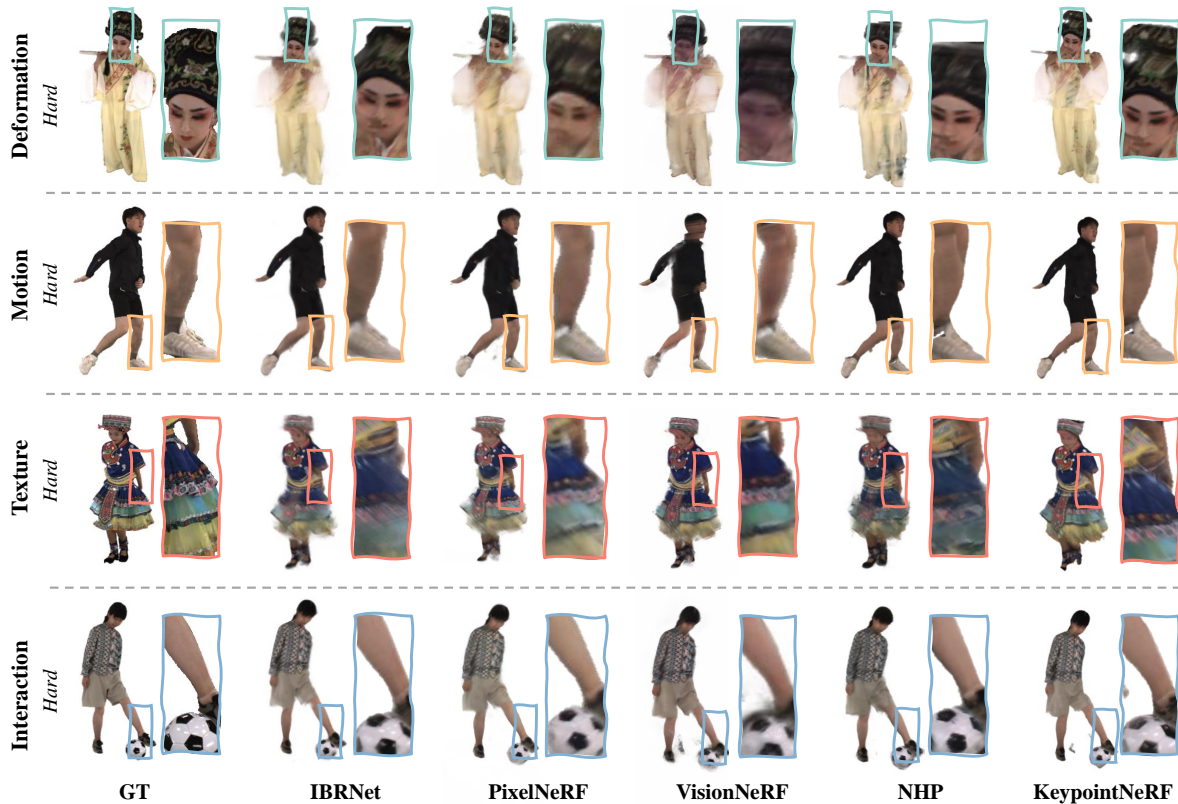 Deformation
Hard
Motion
Hard
Texture
Hard
Interaction
Hard
GT IBRNet PixelNeRF VisionNeRF NHP KeypointNeRF